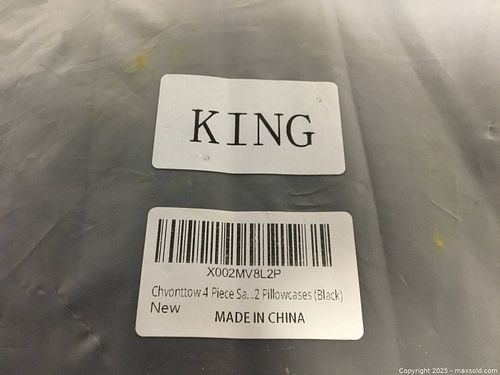 KING
X002MV8L2P
Chvonttow 4 Piece Sa...2 Pillowcases (Black)
New
MADE IN CHINA
Copyright 2025 - maxsold.com